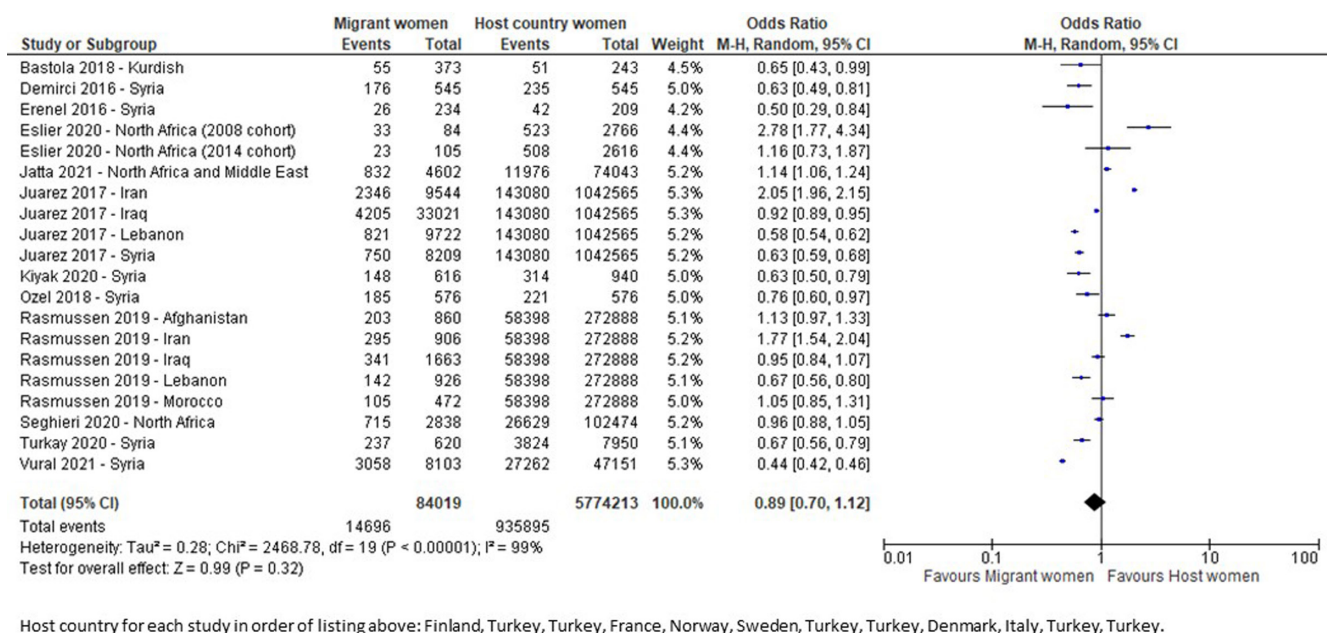 Migrant women Host country women Odds Ratio Odds Ratio
Study or Subgroup Events Total Events Total Weight M-H, Random, 95% CI M-H, Random, 95% CI
Bastola 2018 - Kurdish 55 373 51 243 4.5% 0.65 [0.43, 0.99]
Demirci 2016 - Syria 176 545 235 545 5.0% 0.63 [0.49, 0.81]
Erenel 2016 - Syria 26 234 42 209 4.2% 0.50 [0.29, 0.84]
Eslier 2020 - North Africa (2008 cohort) 33 84 523 2766 4.4% 2.78 [1.77, 4.34]
Eslier 2020 - North Africa (2014 cohort) 23 105 508 2616 4.4% 1.16 [0.73, 1.87]
Jatta 2021 - North Africa and Middle East 832 4602 11976 74043 5.2% 1.14 [1.06, 1.24]
Juarez 2017 - Iran 2346 9544 143080 1042565 5.3% 2.05 [1.96, 2.15]
Juarez 2017 - Iraq 4205 33021 143080 1042565 5.3% 0.92 [0.89, 0.95]
Juarez 2017 - Lebanon 821 9722 143080 1042565 5.2% 0.58 [0.54, 0.62]
Juarez 2017 - Syria 750 8209 143080 1042565 5.2% 0.63 [0.59, 0.68]
Kiyak 2020 - Syria 148 616 314 940 5.0% 0.63 [0.50, 0.79]
Ozel 2018 - Syria 185 576 221 576 5.0% 0.76 [0.60, 0.97]
Rasmussen 2019 - Afghanistan 203 860 58398 272888 5.1% 1.13 [0.97, 1.33]
Rasmussen 2019 - Iran 295 906 58398 272888 5.1% 1.77 [1.54, 2.04]
Rasmussen 2019 - Iraq 341 1663 58398 272888 5.2% 0.95 [0.84, 1.07]
Rasmussen 2019 - Lebanon 142 926 58398 272888 5.1% 0.67 [0.56, 0.80]
Rasmussen 2019 - Morocco 105 472 58398 272888 5.0% 1.05 [0.85, 1.31]
Seghieri 2020 - North Africa 715 2838 26629 102474 5.2% 0.96 [0.88, 1.05]
Turkay 2020 - Syria 237 620 3824 7950 5.1% 0.67 [0.56, 0.79]
Vural 2021 - Syria 3058 8103 27262 47151 5.3% 0.44 [0.42, 0.46]
Total (95% CI) 84019 5774213 100.0% 0.89 [0.70, 1.12]
Total events 14696 935895
Heterogeneity: Tau² = 0.28; Chi² = 2468.78, df = 19 (P < 0.00001); I² = 99%
Test for overall effect: Z = 0.99 (P = 0.32)
0.01 0.1 1 10 100
Favours Migrant women Favours Host women
Host country for each study in order of listing above: Finland, Turkey, Turkey, France, Norway, Sweden, Turkey, Turkey, Denmark, Italy, Turkey, Turkey.